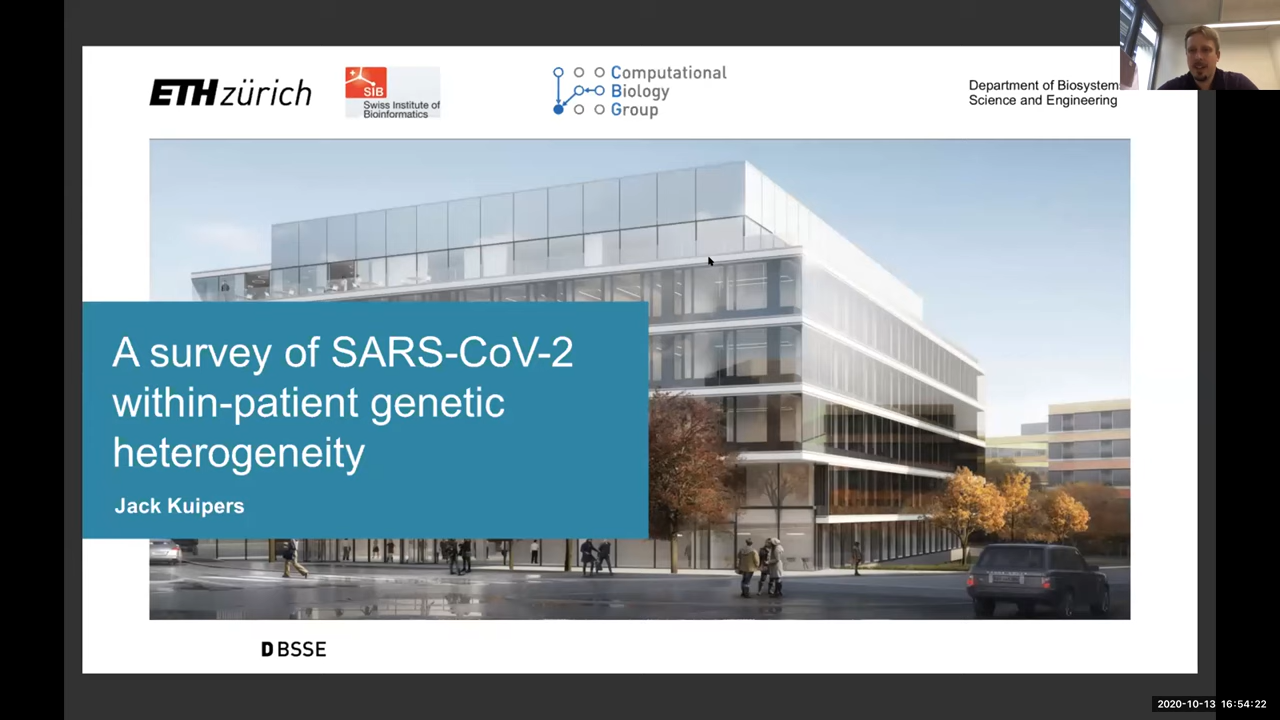 ETH zürich
SIB
Swiss Institute of
Bioinformatics
Computational
Biology
Group
Department of Biosystem
Science and Engineering
A survey of SARS-CoV-2
within-patient genetic
heterogeneity
Jack Kuipers
D BSSE
2020-10-13 16:54:22